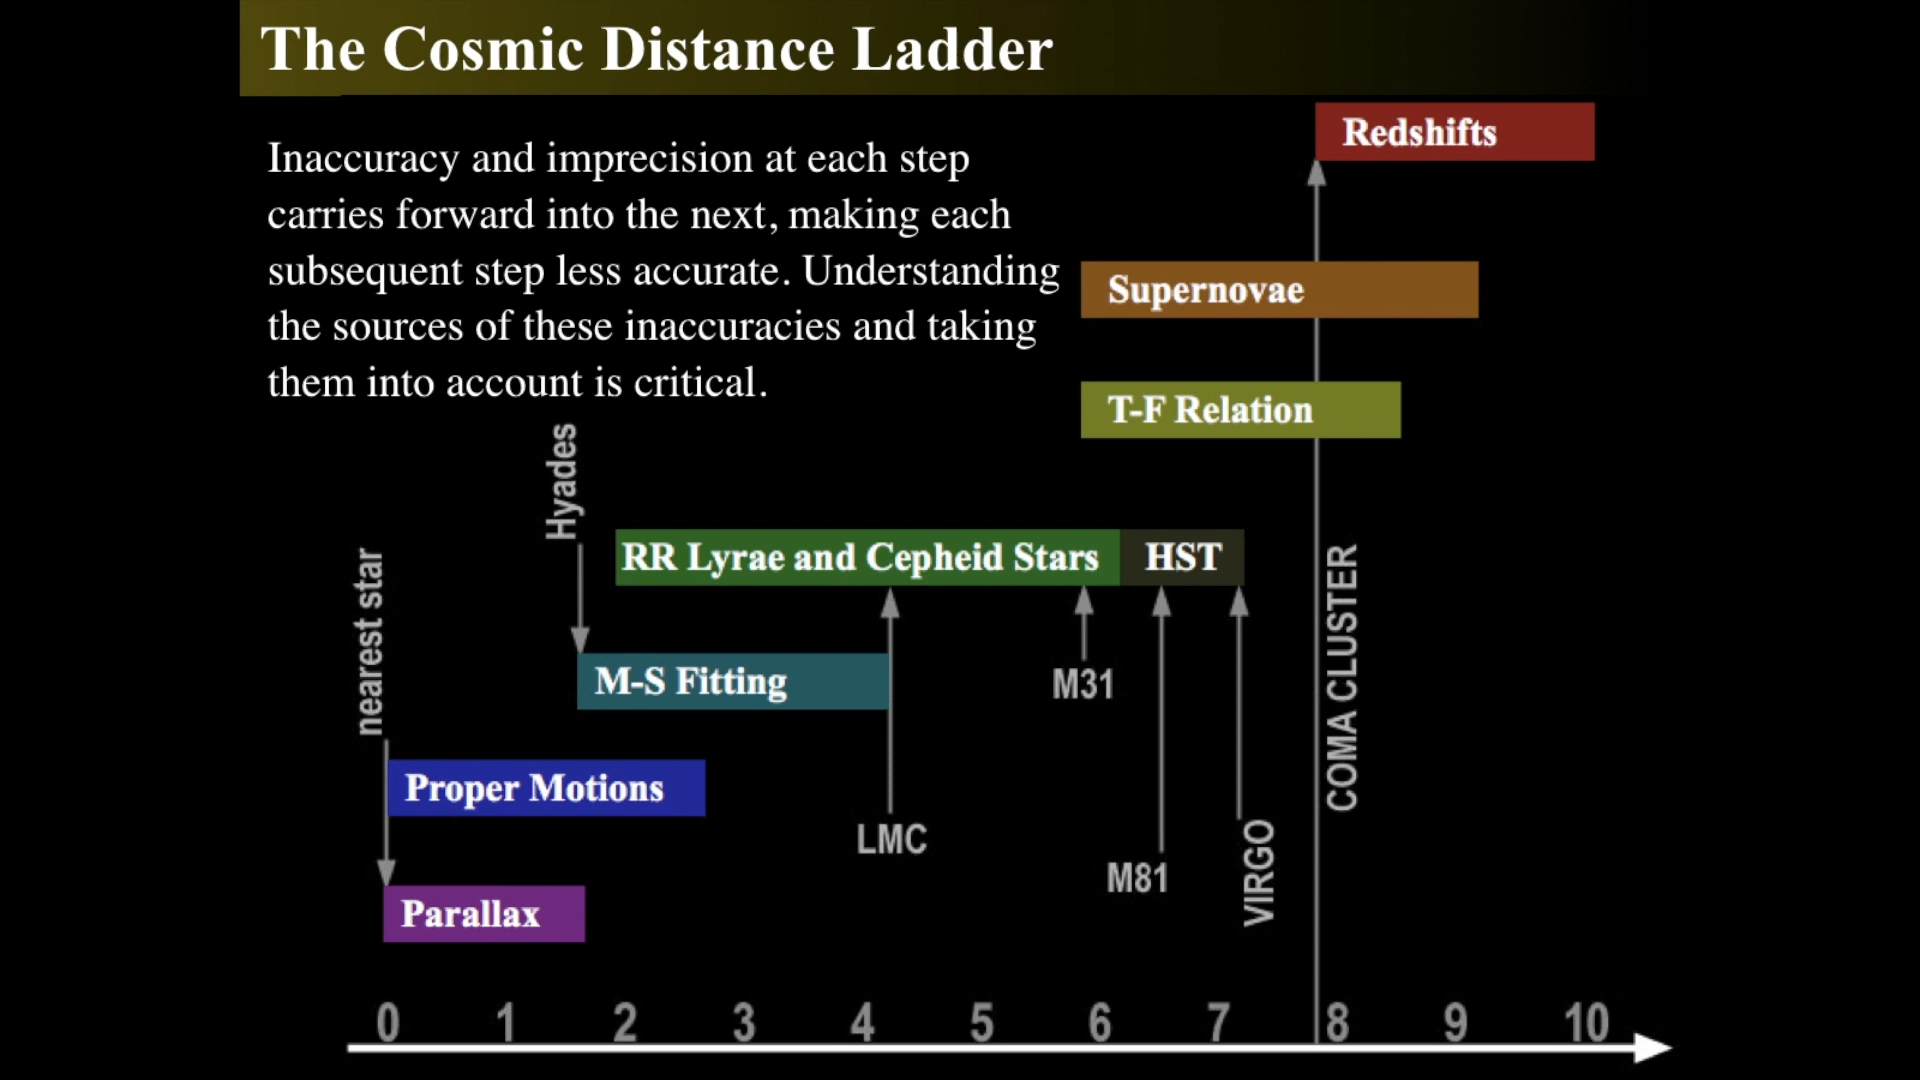 The Cosmic Distance Ladder
Inaccuracy and imprecision at each step
carries forward into the next, making each
subsequent step less accurate. Understanding
the sources of these inaccuracies and taking
them into account is critical.
Redshifts
Supernovae
T-F Relation
Hyades
RR Lyrae and Cepheid Stars
HST
nearest star
M-S Fitting
M31
COMA CLUSTER
Proper Motions
LMC
M81
VIRGO
Parallax
0 1 2 3 4 5 6 7 8 9 10